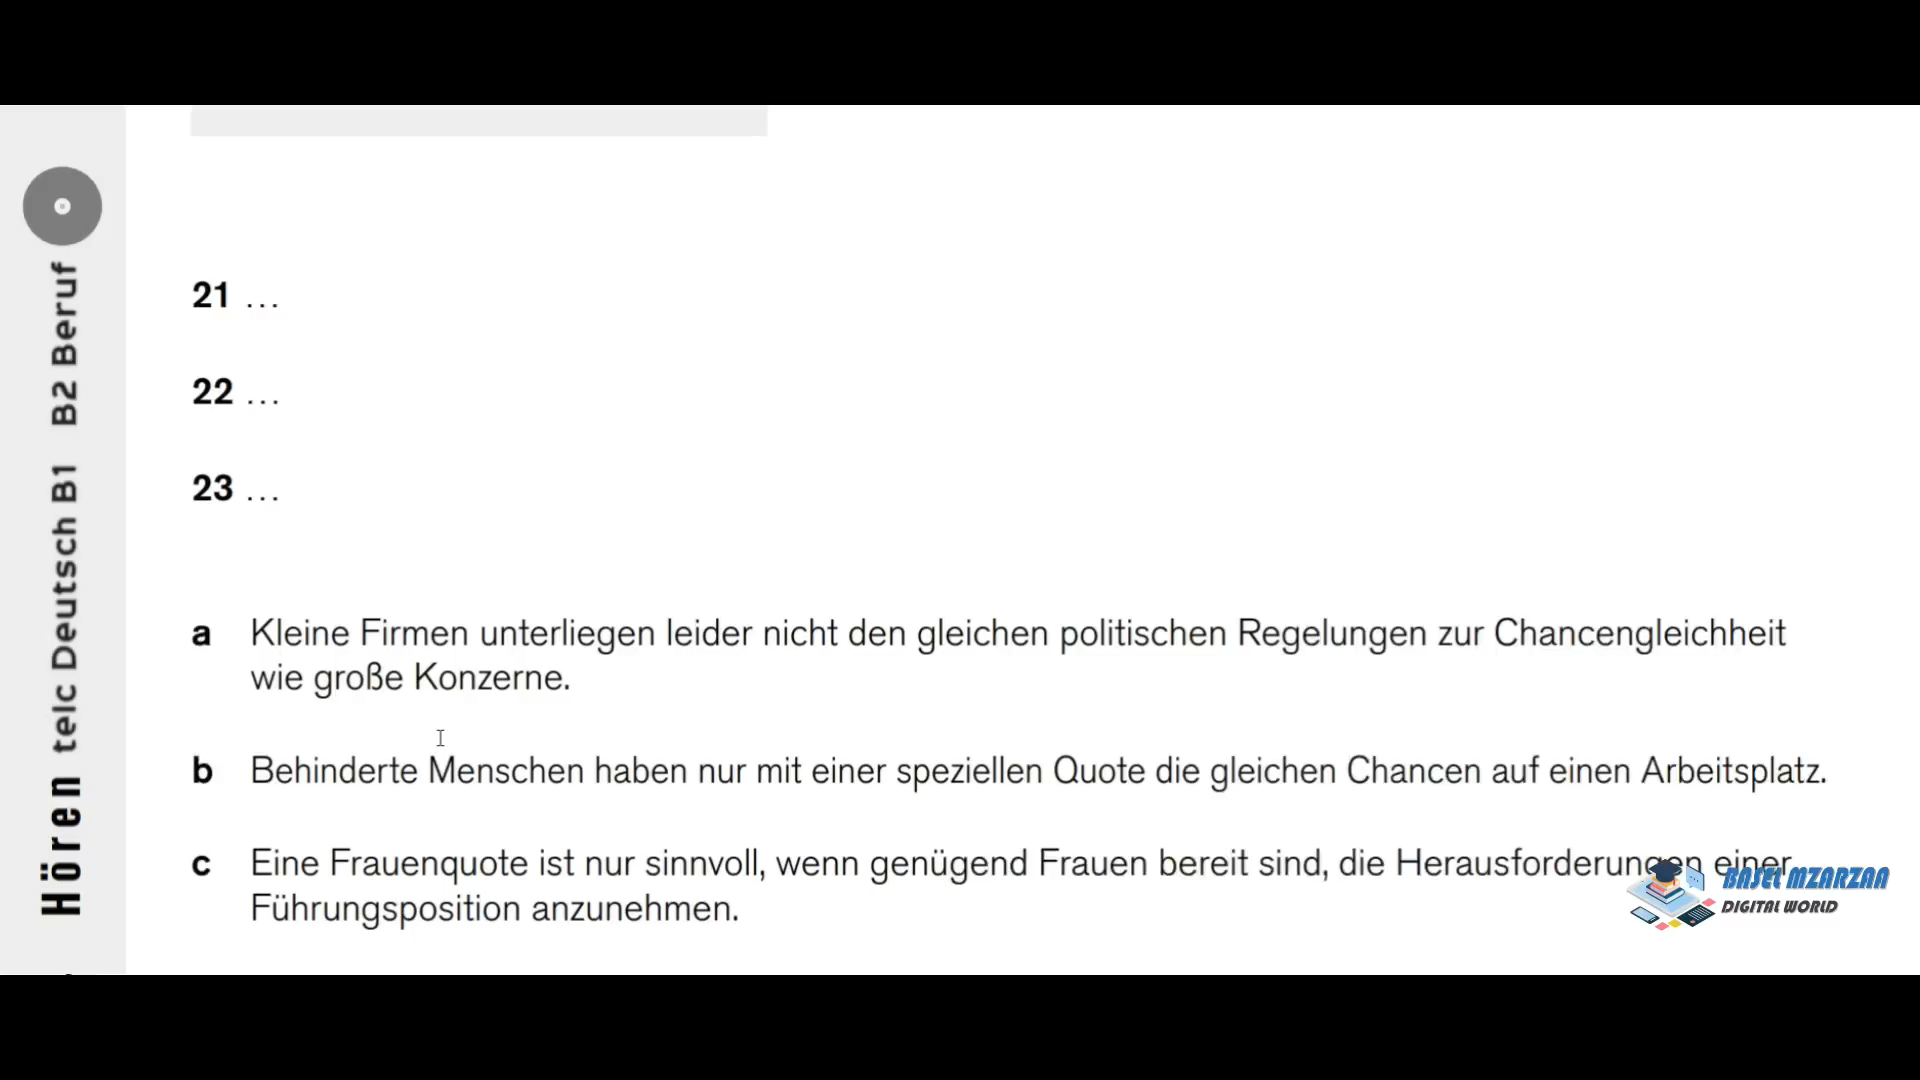 Hören telc Deutsch B1 B2 Beruf
21 ...
22 ...
23 ...
a Kleine Firmen unterliegen leider nicht den gleichen politischen Regelungen zur Chancengleichheit
wie große Konzerne.
b Behinderte Menschen haben nur mit einer speziellen Quote die gleichen Chancen auf einen Arbeitsplatz.
c Eine Frauenquote ist nur sinnvoll, wenn genügend Frauen bereit sind, die Herausforderungen einer
Führungsposition anzunehmen.
BASEL MZARZAA
DIGITAL WORLD